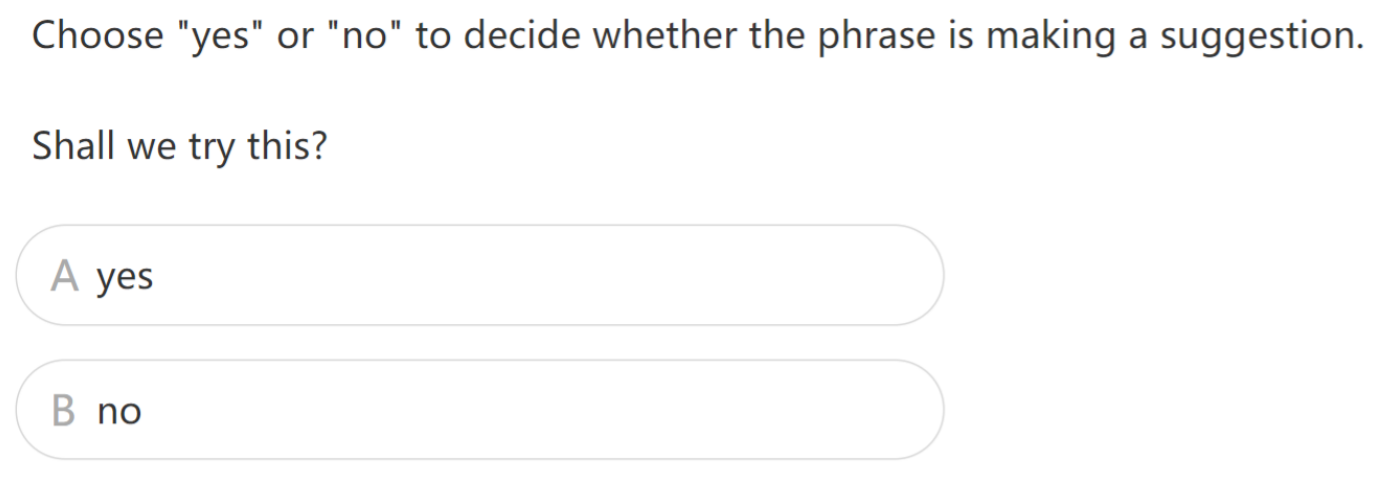 Choose "yes" or "no" to decide whether the phrase is making a suggestion.
Shall we try this?
A yes
B no